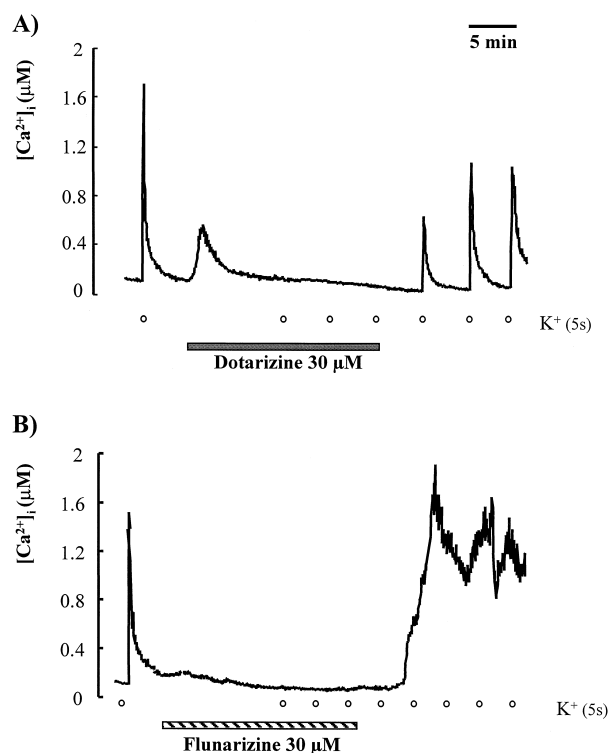 A)
5 min
[Ca²⁺]ᵢ (µM)
2
1.6
1.2
0.8
0.4
0
K⁺ (5s)
Dotarizine 30 µM
B)
[Ca²⁺]ᵢ (µM)
2
1.6
1.2
0.8
0.4
0
K⁺ (5s)
Flunarizine 30 µM